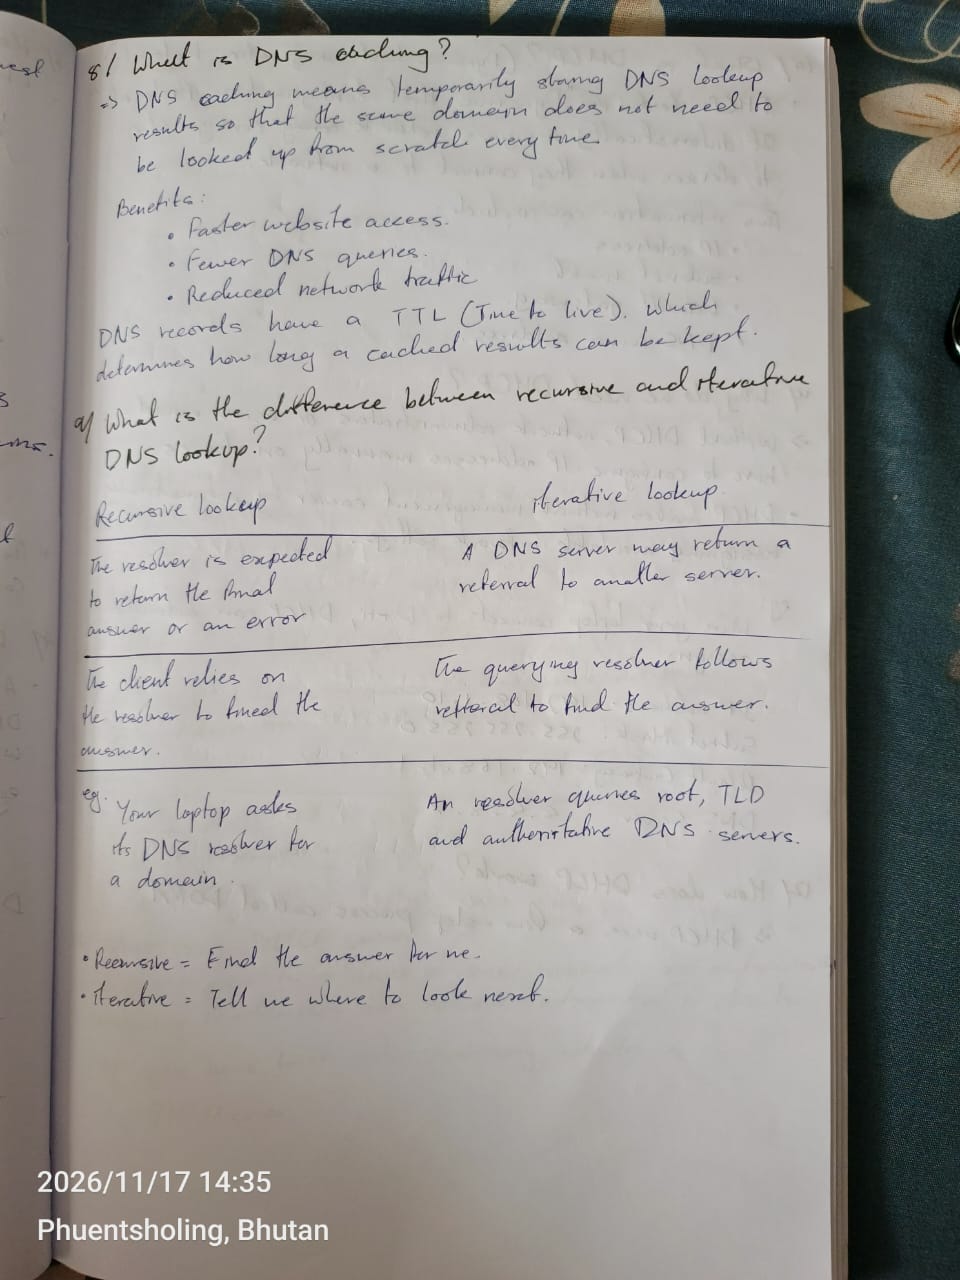 8/ What is DNS caching?
=> DNS caching means temporarily storing DNS Lookup
results so that the same domain does not need to
be looked up from scratch every time
Benefits:
• Faster website access.
• Fewer DNS queries.
• Reduced network traffic
DNS records have a TTL (Time to live). which
determines how long a cached results can be kept.
9/ What is the difference between recursive and iterative
DNS lookup?
Recursive lookup
iterative lookup
The resolver is expected
to return the final
answer or an error
A DNS server may return a
referral to another server.
The client relies on
the resolver to fined the
answer.
The querying resolver follows
refferal to find the answer.
eg. Your laptop asks
its DNS resolver for
a domain.
An resolver queries root, TLD
and authoritative DNS servers.
• Recursive = Find the answer for me.
• iterative = Tell me where to look next.
2026/11/17 14:35
Phuentsholing, Bhutan